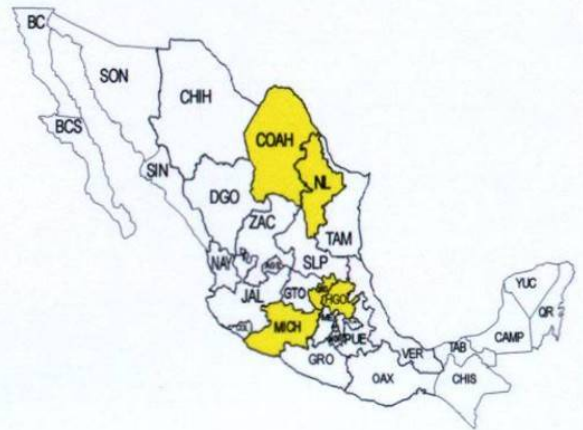 BC
SON
CHIH
BCS
COAH
SIN
NL
DGO
ZAC
TAM
NAY
SLP
JAL
GTO
HGO
MICH
PUE
GRO
VER
OAX
TAB
CHIS
CAMP
YUC
QR